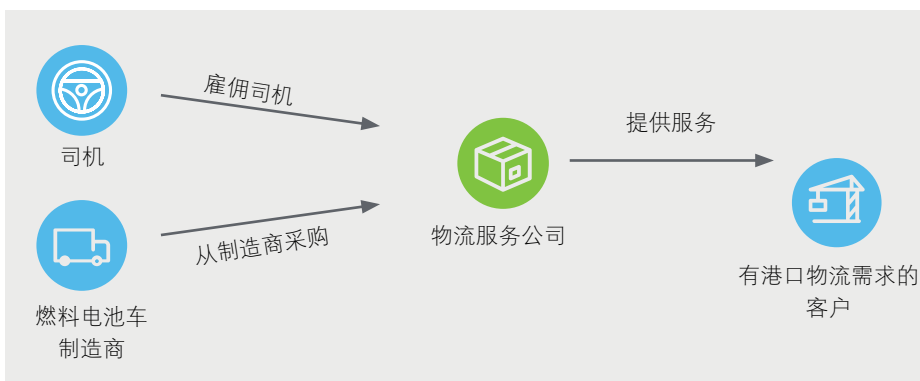 雇佣司机
司机
提供服务
从制造商采购
物流服务公司
有港口物流需求的
客户
燃料电池车
制造商